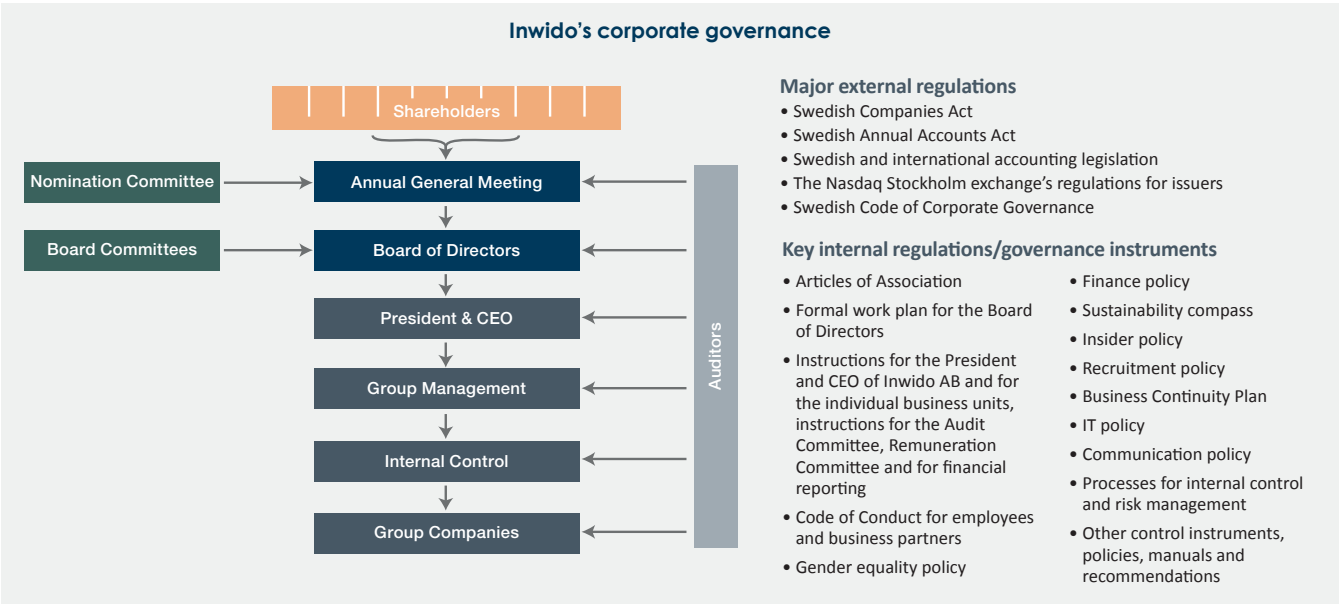 Inwido's corporate governance
Shareholders
Nomination Committee
Annual General Meeting
Board Committees
Board of Directors
President & CEO
Group Management
Internal Control
Group Companies
Auditors
Major external regulations
• Swedish Companies Act
• Swedish Annual Accounts Act
• Swedish and international accounting legislation
• The Nasdaq Stockholm exchange's regulations for issuers
• Swedish Code of Corporate Governance
Key internal regulations/governance instruments
• Articles of Association
• Formal work plan for the Board
of Directors
• Instructions for the President
and CEO of Inwido AB and for
the individual business units,
instructions for the Audit
Committee, Remuneration
Committee and for financial
reporting
• Code of Conduct for employees
and business partners
• Gender equality policy
• Finance policy
• Sustainability compass
• Insider policy
• Recruitment policy
• Business Continuity Plan
• IT policy
• Communication policy
• Processes for internal control
and risk management
• Other control instruments,
policies, manuals and
recommendations